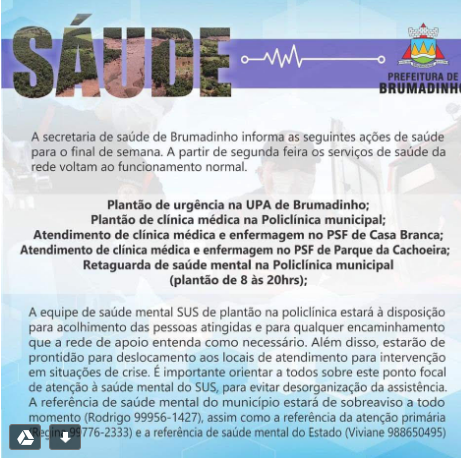 SAÚDE
PREFEITURA DE
BRUMADINHO
A secretaria de saúde de Brumadinho informa as seguintes ações de saúde
para o final de semana. A partir de segunda feira os serviços de saúde da
rede voltam ao funcionamento normal.
Plantão de urgência na UPA de Brumadinho;
Plantão de clínica médica na Policlínica municipal;
Atendimento de clínica médica e enfermagem no PSF de Casa Branca;
Atendimento de clínica médica e enfermagem no PSF de Parque da Cachoeira;
Retaguarda de saúde mental na Policlínica municipal
(plantão de 8 às 20hrs);
A equipe de saúde mental SUS de plantão na policlínica estará à disposição
para acolhimento das pessoas atingidas e para qualquer encaminhamento
que a rede de apoio entenda como necessário. Além disso, estarão de
prontidão para deslocamento aos locais de atendimento para intervenção
em situações de crise. É importante orientar a todos sobre este ponto focal
de atenção à saúde mental do SUS, para evitar desorganização da assistência.
A referência de saúde mental do município estará de sobreaviso a todo
momento (Rodrigo 99956-1427), assim como a referência da atenção primária
99776-2333) e a referência de saúde mental do Estado (Viviane 988650495)